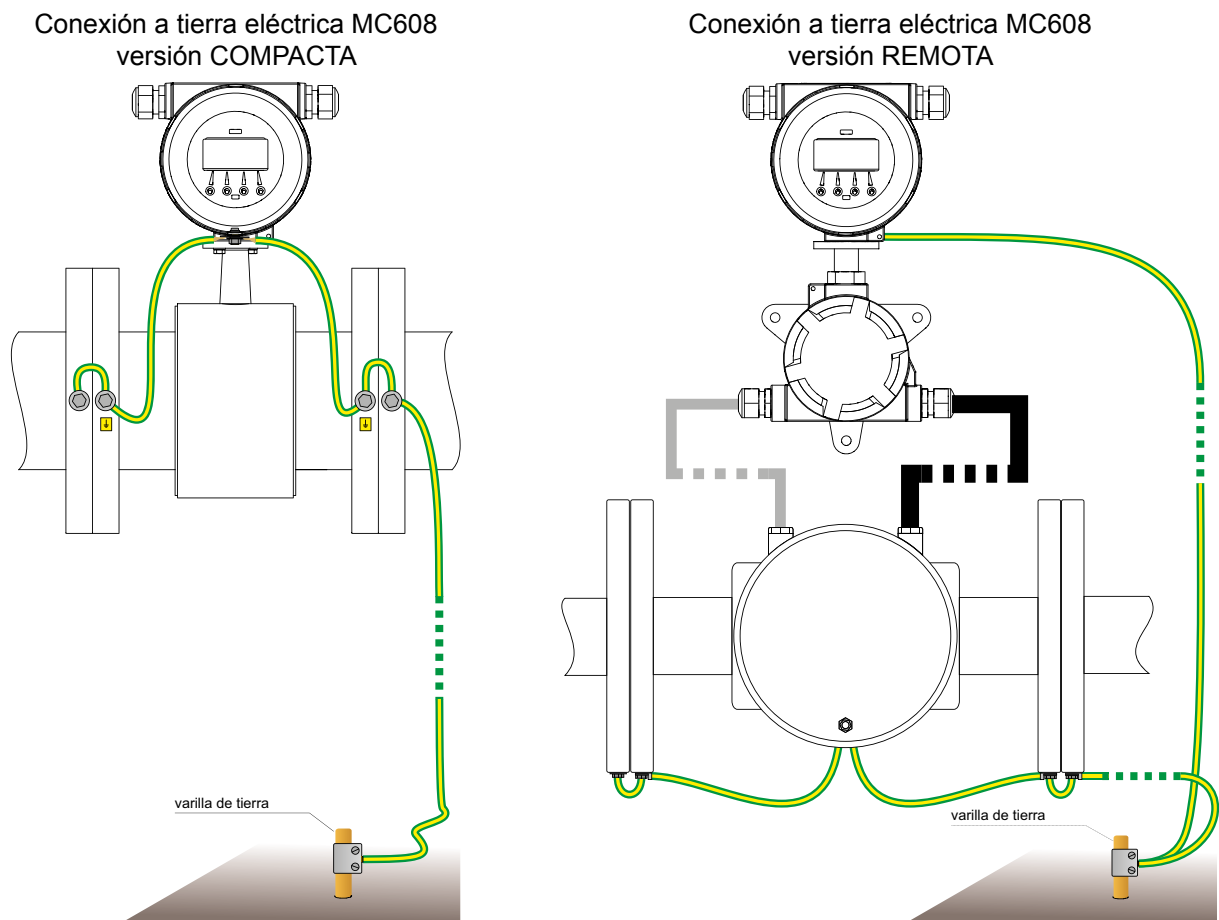 Conexión a tierra eléctrica MC608
versión COMPACTA
Conexión a tierra eléctrica MC608
versión REMOTA
varilla de tierra
varilla de tierra